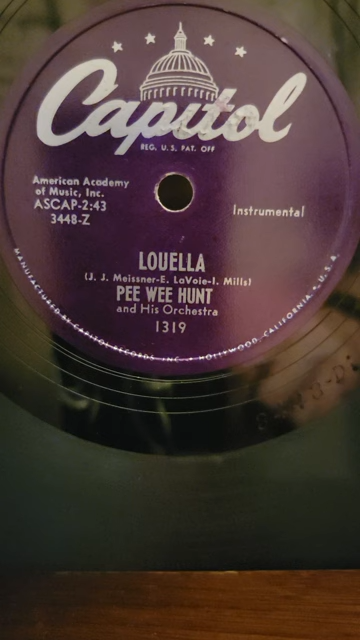 Capitol
REG. U.S. PAT. OFF
American Academy
of Music, Inc.
ASCAP-2:43
3448-Z
Instrumental
LOUELLA
(J. J. Meissner-E. LaVoie-I. Mills)
PEE WEE HUNT
and His Orchestra
1319
MANUFACTURED BY CAPITOL RECORDS, INC. HOLLYWOOD, CALIFORNIA, U.S.A.